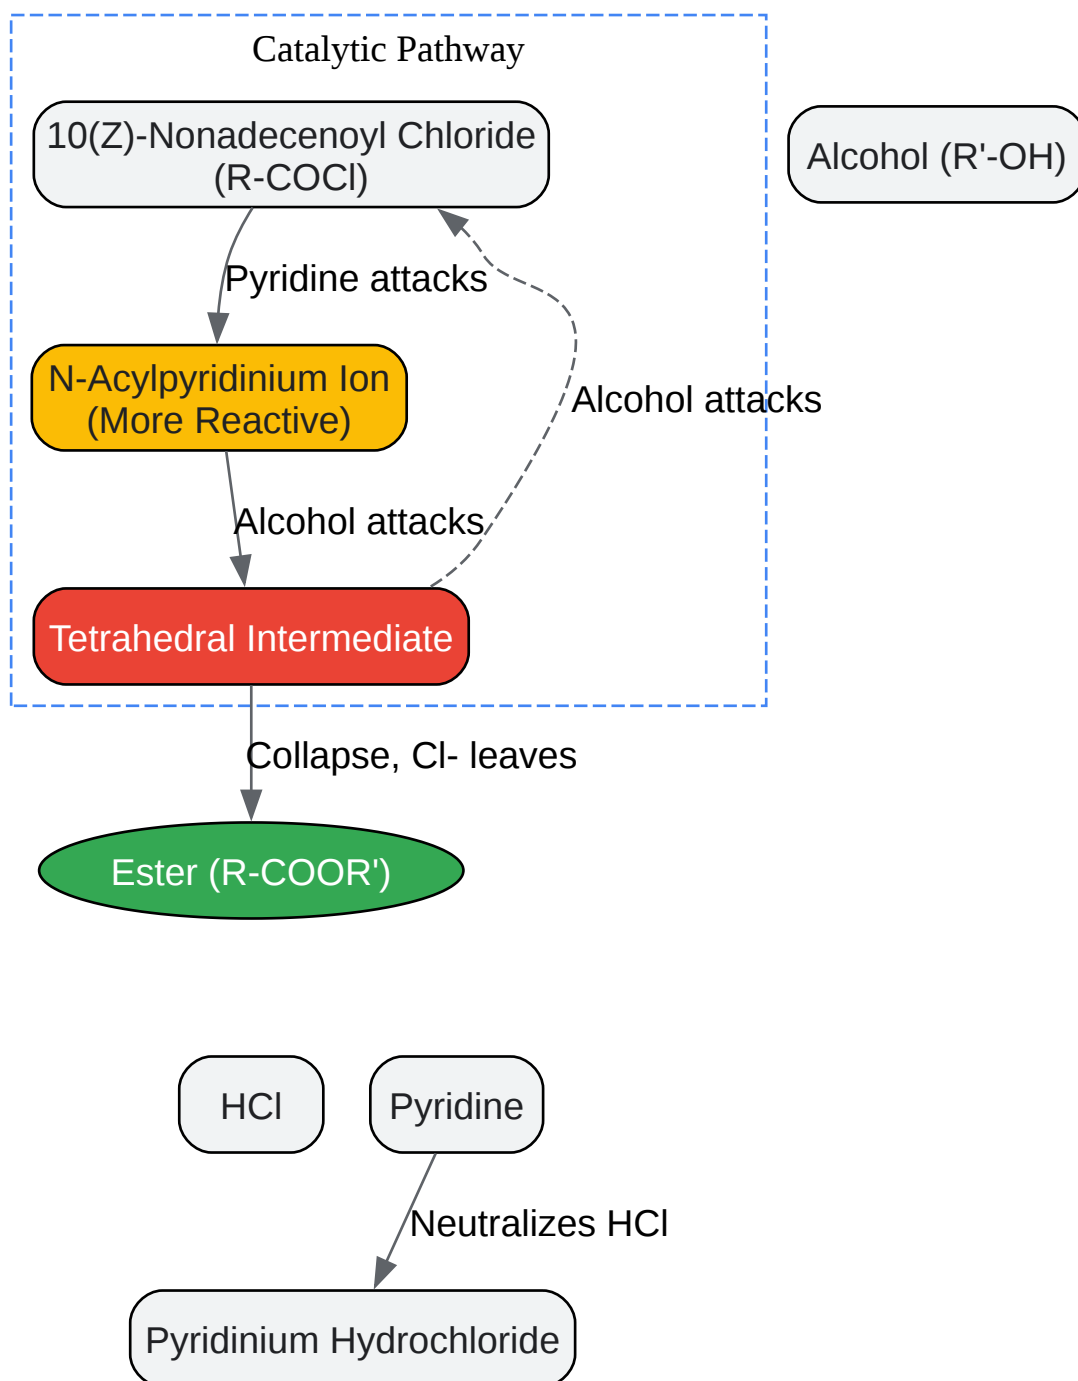 Catalytic Pathway
10(Z)-Nonadecenoyl Chloride
(R-COCl)
Alcohol (R'-OH)
Pyridine attacks
N-Acylpyridinium Ion
(More Reactive)
Alcohol attacks
Alcohol attacks
Tetrahedral Intermediate
Collapse, Cl- leaves
Ester (R-COOR')
HCl
Pyridine
Neutralizes HCl
Pyridinium Hydrochloride